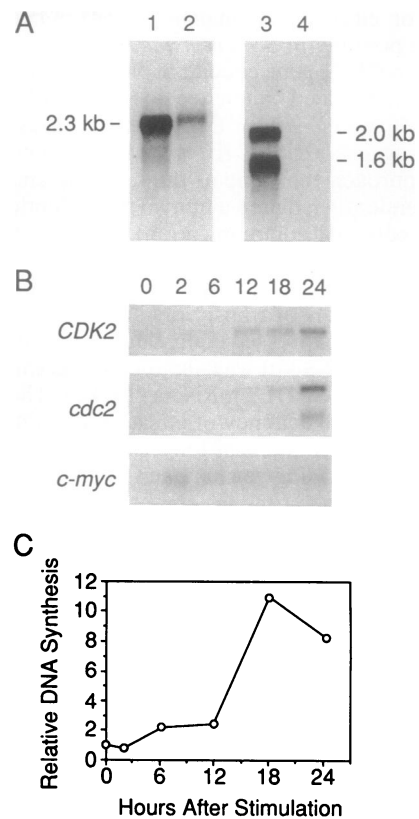 A
1 2 3 4
2.3 kb -
- 2.0 kb
- 1.6 kb
B
0 2 6 12 18 24
CDK2
cdc2
c-myc
C
Relative DNA Synthesis
12
10
8
6
4
2
0
0 6 12 18 24
Hours After Stimulation